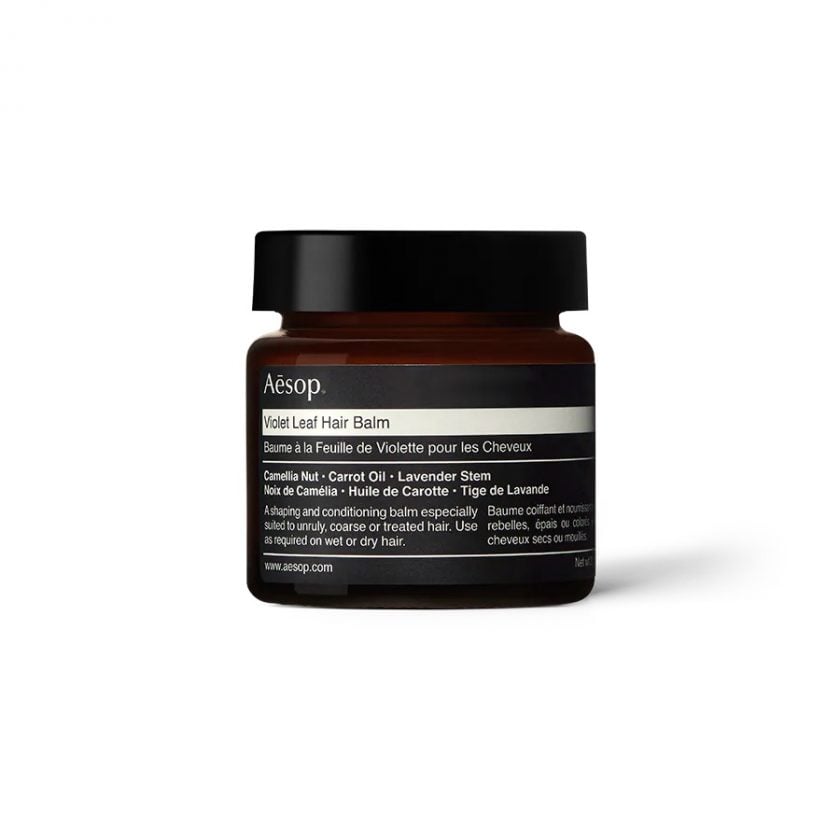 Aēsop
Violet Leaf Hair Balm
Baume à la Feuille de Violette pour les Cheveux
Camellia Nut · Carrot Oil · Lavender Stem
Noix de Camélia · Huile de Carotte · Tige de Lavande
A shaping and conditioning balm especially
suited to unruly, coarse or treated hair. Use
as required on wet or dry hair.
Baume coiffant et
rebelles, épais ou colorés
cheveux secs ou mouillés.
www.aesop.com
Net